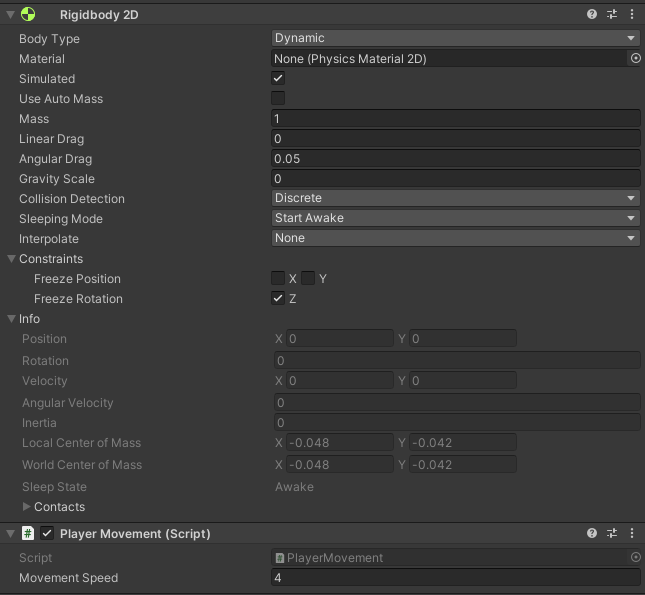 Rigidbody 2D
Body Type Dynamic
Material None (Physics Material 2D)
Simulated
Use Auto Mass
Mass 1
Linear Drag 0
Angular Drag 0.05
Gravity Scale 0
Collision Detection Discrete
Sleeping Mode Start Awake
Interpolate None
Constraints
Freeze Position X Y
Freeze Rotation Z
Info
Position X 0 Y 0
Rotation 0
Velocity X 0 Y 0
Angular Velocity 0
Inertia 0
Local Center of Mass X -0.048 Y -0.042
World Center of Mass X -0.048 Y -0.042
Sleep State Awake
Contacts
# Player Movement (Script)
Script # PlayerMovement
Movement Speed 4